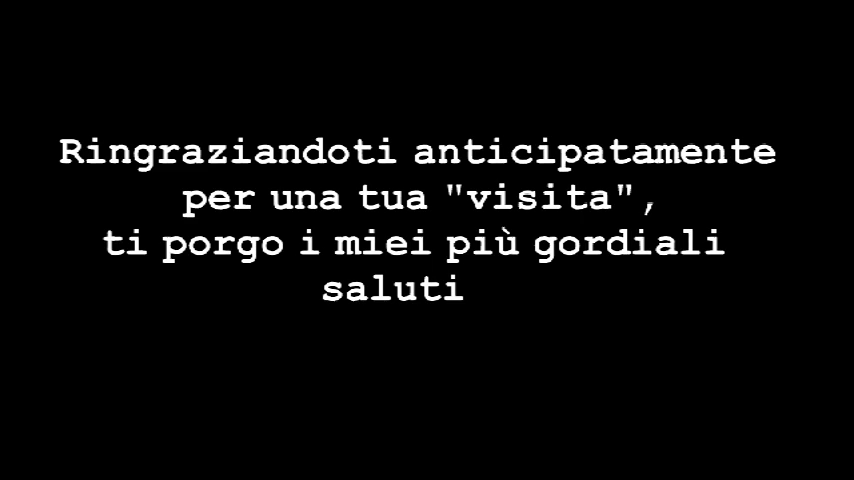 Ringraziandoti anticipatamente
per una tua "visita",
ti porgo i miei più gordiali
saluti